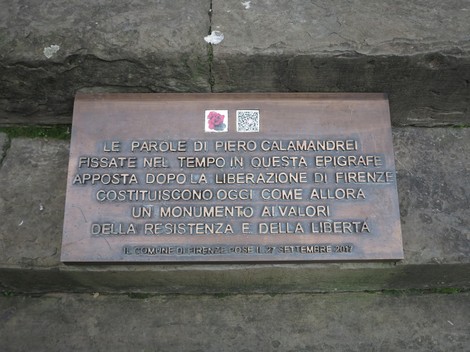 LE PAROLE DI PIERO CALAMANDREI
FISSATE NEL TEMPO IN QUESTA EPIGRAFE
APPOSTA DOPO LA LIBERAZIONE DI FIRENZE
COSTITUISCONO OGGI COME ALLORA
UN MONUMENTO AI VALORI
DELLA RESISTENZA E DELLA LIBERTÀ
IL COMUNE DI FIRENZE POSE IL 27 SETTEMBRE 2017